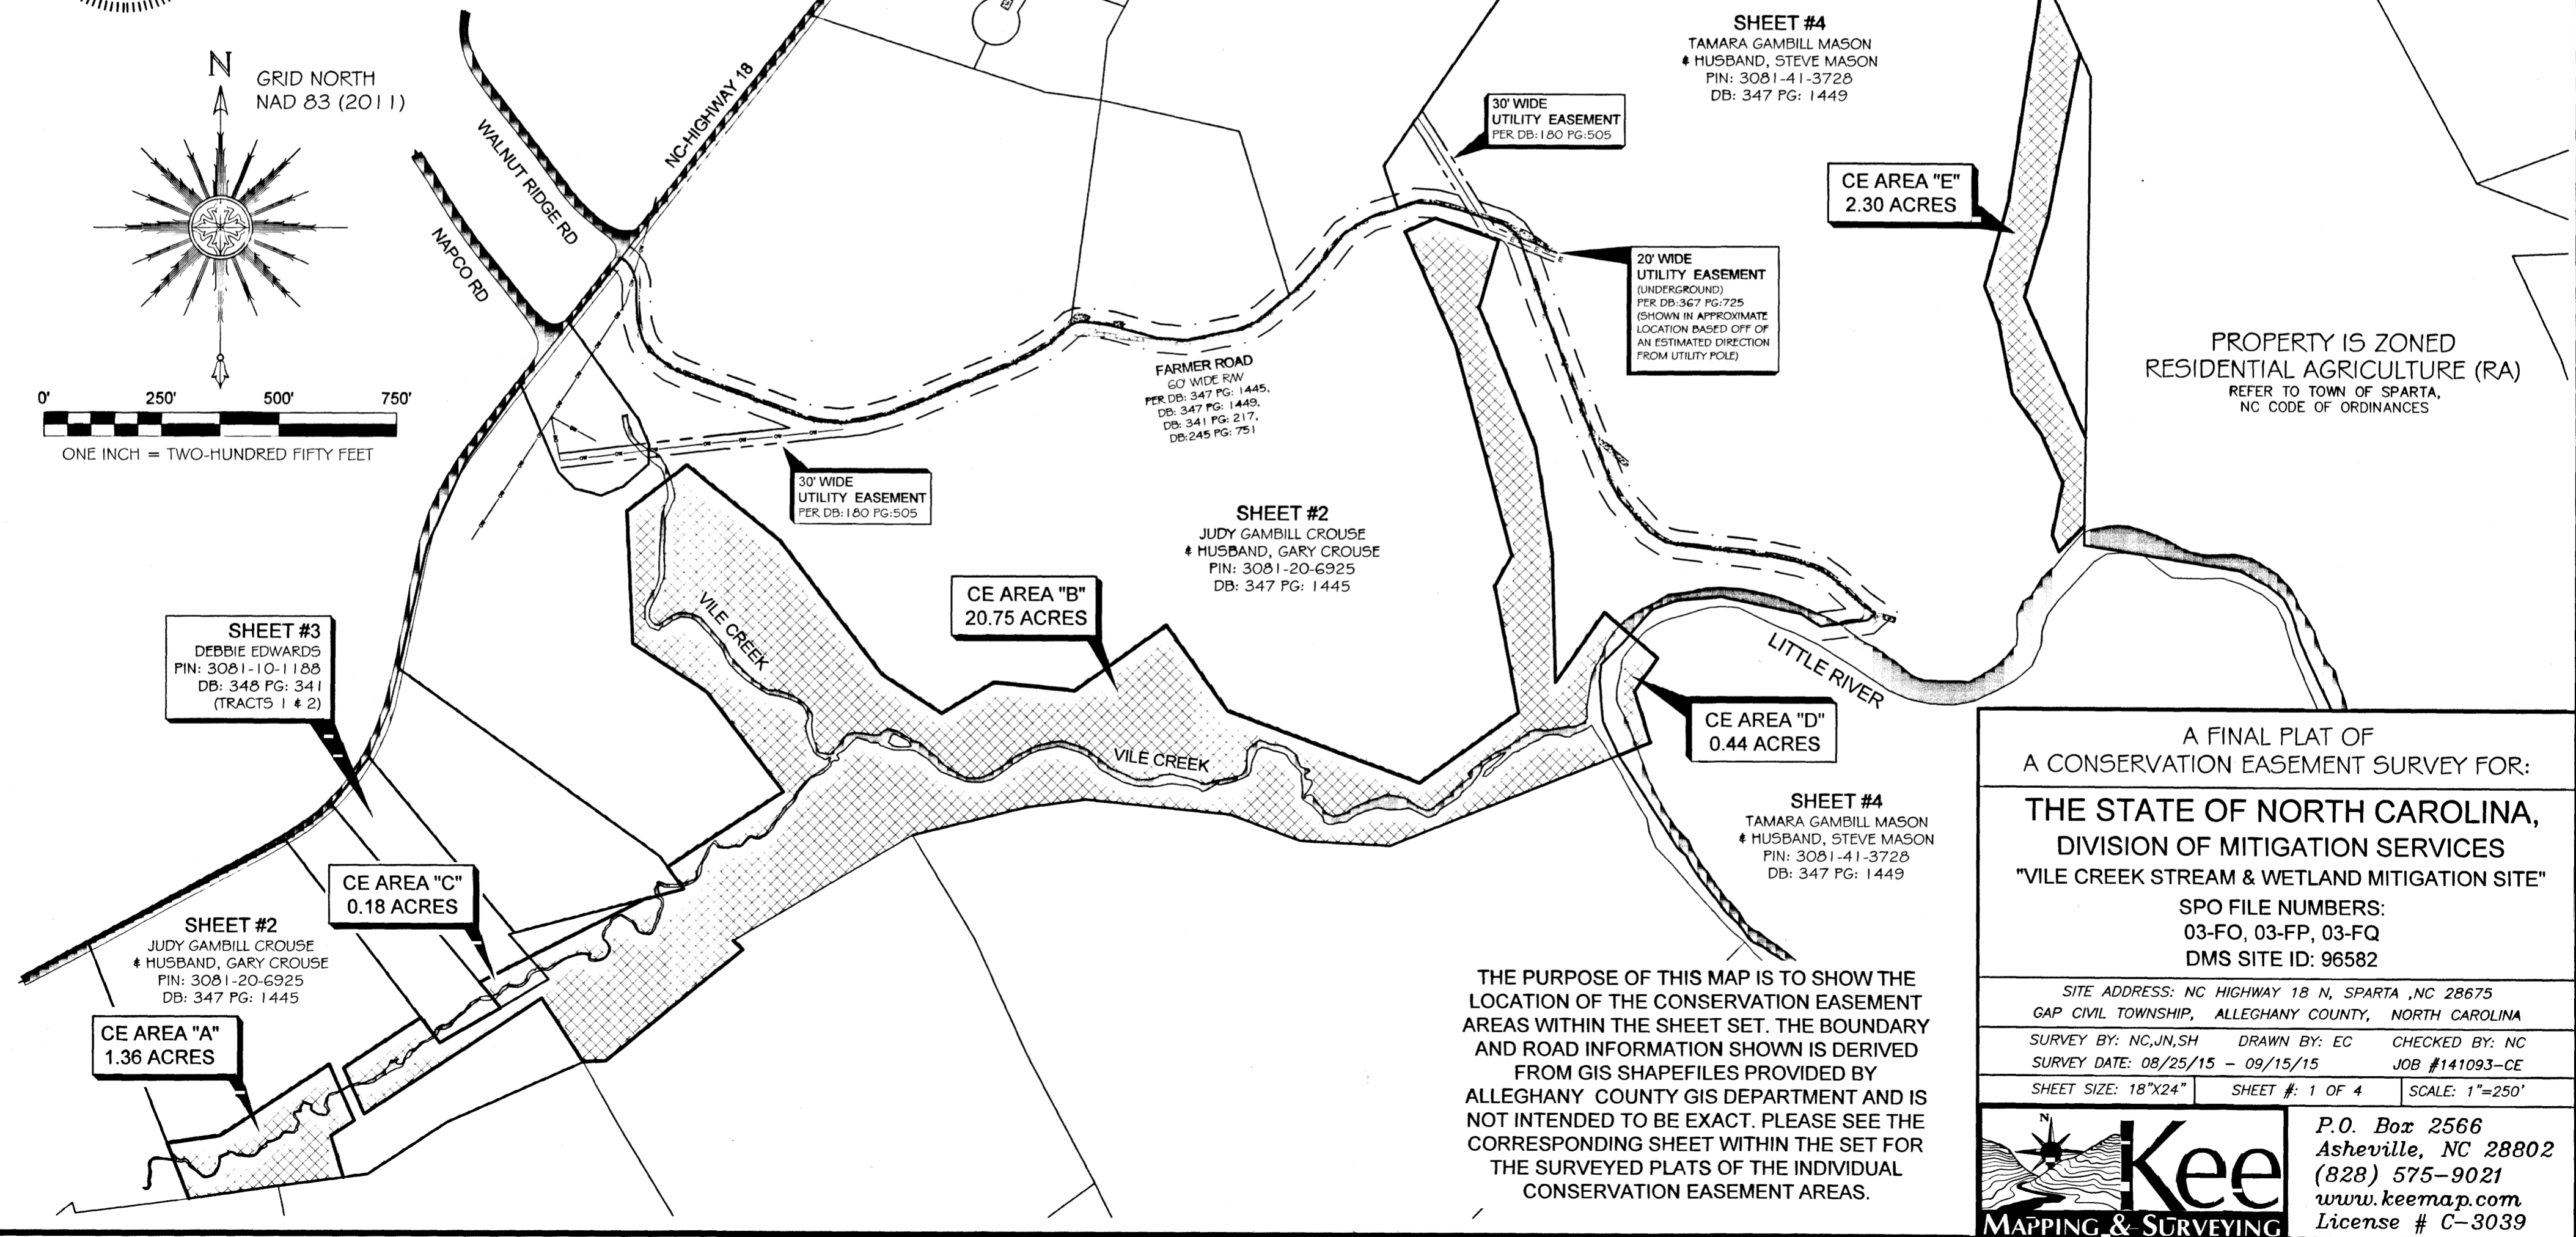 N
GRID NORTH
NAD 83 (2011)
0' 250' 500' 750'
ONE INCH = TWO-HUNDRED FIFTY FEET
WALNUT RIDGE RD
NAPCO RD
NC-HIGHWAY 18
SHEET #4
TAMARA GAMBILL MASON
& HUSBAND, STEVE MASON
PIN: 3081-41-3728
DB: 347 PG: 1449
30' WIDE
UTILITY EASEMENT
PER DB:180 PG:505
CE AREA "E"
2.30 ACRES
20' WIDE
UTILITY EASEMENT
(UNDERGROUND)
PER DB:367 PG:725
(SHOWN IN APPROXIMATE
LOCATION BASED OFF OF
AN ESTIMATED DIRECTION
FROM UTILITY POLE)
PROPERTY IS ZONED
RESIDENTIAL AGRICULTURE (RA)
REFER TO TOWN OF SPARTA,
NC CODE OF ORDINANCES
FARMER ROAD
60' WIDE R/W
PER DB: 347 PG: 1445,
DB: 347 PG: 1449,
DB: 341 PG: 217,
DB:245 PG: 751
30' WIDE
UTILITY EASEMENT
PER DB:180 PG:505
SHEET #2
JUDY GAMBILL CROUSE
& HUSBAND, GARY CROUSE
PIN: 3081-20-6925
DB: 347 PG: 1445
CE AREA "B"
20.75 ACRES
VILE CREEK
VILE CREEK
LITTLE RIVER
SHEET #3
DEBBIE EDWARDS
PIN: 3081-10-1188
DB: 348 PG: 341
(TRACTS 1 & 2)
CE AREA "D"
0.44 ACRES
SHEET #4
TAMARA GAMBILL MASON
& HUSBAND, STEVE MASON
PIN: 3081-41-3728
DB: 347 PG: 1449
CE AREA "C"
0.18 ACRES
SHEET #2
JUDY GAMBILL CROUSE
& HUSBAND, GARY CROUSE
PIN: 3081-20-6925
DB: 347 PG: 1445
CE AREA "A"
1.36 ACRES
THE PURPOSE OF THIS MAP IS TO SHOW THE
LOCATION OF THE CONSERVATION EASEMENT
AREAS WITHIN THE SHEET SET. THE BOUNDARY
AND ROAD INFORMATION SHOWN IS DERIVED
FROM GIS SHAPEFILES PROVIDED BY
ALLEGHANY COUNTY GIS DEPARTMENT AND IS
NOT INTENDED TO BE EXACT. PLEASE SEE THE
CORRESPONDING SHEET WITHIN THE SET FOR
THE SURVEYED PLATS OF THE INDIVIDUAL
CONSERVATION EASEMENT AREAS.
A FINAL PLAT OF
A CONSERVATION EASEMENT SURVEY FOR:
THE STATE OF NORTH CAROLINA,
DIVISION OF MITIGATION SERVICES
"VILE CREEK STREAM & WETLAND MITIGATION SITE"
SPO FILE NUMBERS:
03-FO, 03-FP, 03-FQ
DMS SITE ID: 96582
SITE ADDRESS: NC HIGHWAY 18 N, SPARTA ,NC 28675
GAP CIVIL TOWNSHIP, ALLEGHANY COUNTY, NORTH CAROLINA
SURVEY BY: NC,JN,SH DRAWN BY: EC CHECKED BY: NC
SURVEY DATE: 08/25/15 - 09/15/15 JOB #141093-CE
SHEET SIZE: 18"X24" SHEET #: 1 OF 4 SCALE: 1"=250'
N
Kee
MAPPING & SURVEYING
P.O. Box 2566
Asheville, NC 28802
(828) 575-9021
www.keemap.com
License # C-3039